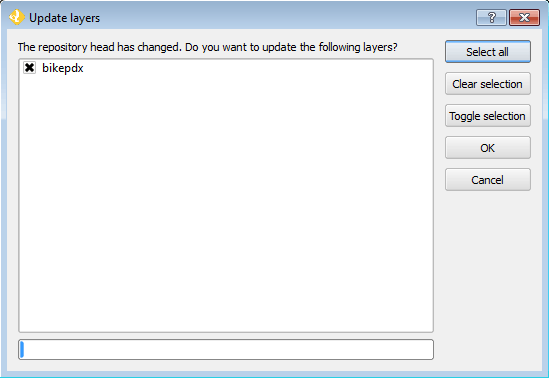 Update layers
?
The repository head has changed. Do you want to update the following layers?
bikepdx
Select all
Clear selection
Toggle selection
OK
Cancel